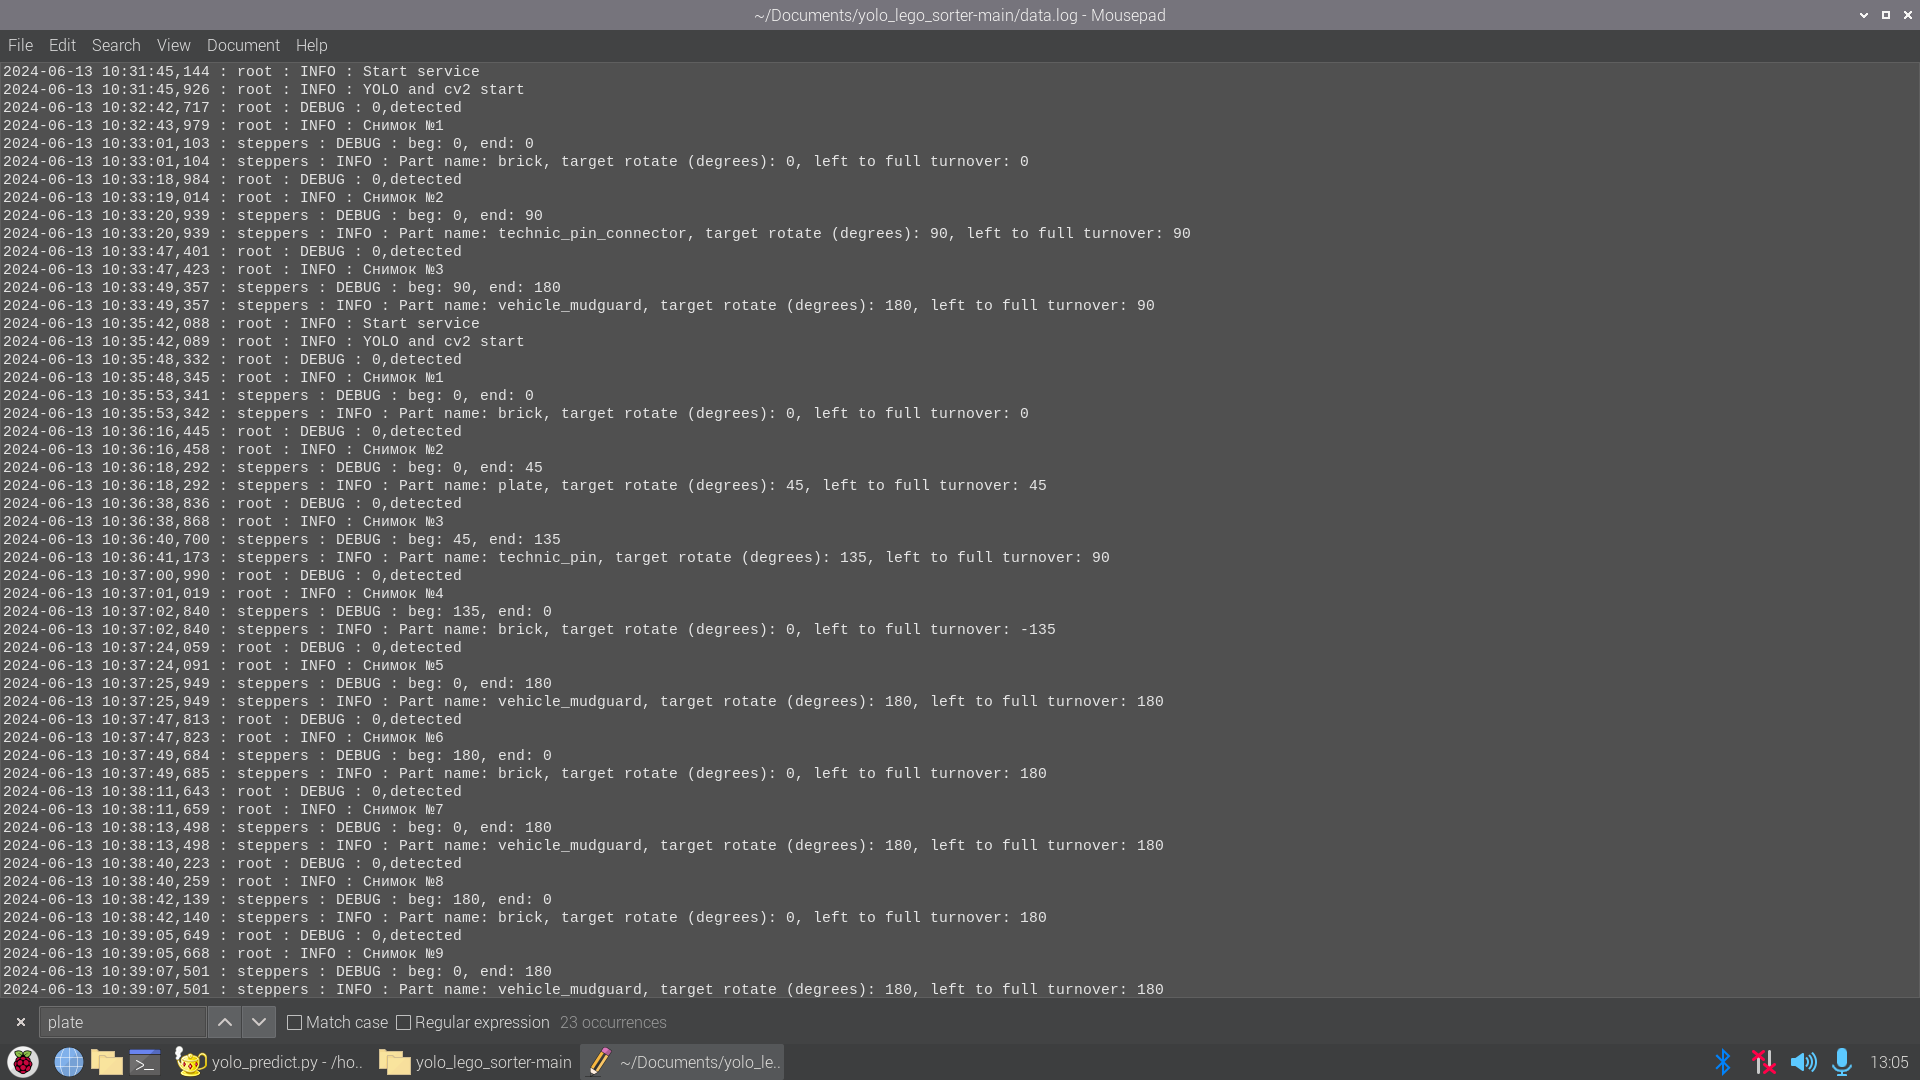 ~/Documents/yolo_lego_sorter-main/data.log - Mousepad
File Edit Search View Document Help
2024-06-13 10:31:45,144 : root : INFO : Start service
2024-06-13 10:31:45,926 : root : INFO : YOLO and cv2 start
2024-06-13 10:32:42,717 : root : DEBUG : 0,detected
2024-06-13 10:32:43,979 : root : INFO : Снимок №1
2024-06-13 10:33:01,103 : steppers : DEBUG : beg: 0, end: 0
2024-06-13 10:33:01,104 : steppers : INFO : Part name: brick, target rotate (degrees): 0, left to full turnover: 0
2024-06-13 10:33:18,984 : root : DEBUG : 0,detected
2024-06-13 10:33:19,014 : root : INFO : Снимок №2
2024-06-13 10:33:20,939 : steppers : DEBUG : beg: 0, end: 90
2024-06-13 10:33:20,939 : steppers : INFO : Part name: technic_pin_connector, target rotate (degrees): 90, left to full turnover: 90
2024-06-13 10:33:47,401 : root : DEBUG : 0,detected
2024-06-13 10:33:47,423 : root : INFO : Снимок №3
2024-06-13 10:33:49,357 : steppers : DEBUG : beg: 90, end: 180
2024-06-13 10:33:49,357 : steppers : INFO : Part name: vehicle_mudguard, target rotate (degrees): 180, left to full turnover: 90
2024-06-13 10:35:42,088 : root : INFO : Start service
2024-06-13 10:35:42,089 : root : INFO : YOLO and cv2 start
2024-06-13 10:35:48,332 : root : DEBUG : 0,detected
2024-06-13 10:35:48,345 : root : INFO : Снимок №1
2024-06-13 10:35:53,341 : steppers : DEBUG : beg: 0, end: 0
2024-06-13 10:35:53,342 : steppers : INFO : Part name: brick, target rotate (degrees): 0, left to full turnover: 0
2024-06-13 10:36:16,445 : root : DEBUG : 0,detected
2024-06-13 10:36:16,458 : root : INFO : Снимок №2
2024-06-13 10:36:18,292 : steppers : DEBUG : beg: 0, end: 45
2024-06-13 10:36:18,292 : steppers : INFO : Part name: plate, target rotate (degrees): 45, left to full turnover: 45
2024-06-13 10:36:38,836 : root : DEBUG : 0,detected
2024-06-13 10:36:38,868 : root : INFO : Снимок №3
2024-06-13 10:36:40,700 : steppers : DEBUG : beg: 45, end: 135
2024-06-13 10:36:41,173 : steppers : INFO : Part name: technic_pin, target rotate (degrees): 135, left to full turnover: 90
2024-06-13 10:37:00,990 : root : DEBUG : 0,detected
2024-06-13 10:37:01,019 : root : INFO : Снимок №4
2024-06-13 10:37:02,840 : steppers : DEBUG : beg: 135, end: 0
2024-06-13 10:37:02,840 : steppers : INFO : Part name: brick, target rotate (degrees): 0, left to full turnover: -135
2024-06-13 10:37:24,059 : root : DEBUG : 0,detected
2024-06-13 10:37:24,091 : root : INFO : Снимок №5
2024-06-13 10:37:25,949 : steppers : DEBUG : beg: 0, end: 180
2024-06-13 10:37:25,949 : steppers : INFO : Part name: vehicle_mudguard, target rotate (degrees): 180, left to full turnover: 180
2024-06-13 10:37:47,813 : root : DEBUG : 0,detected
2024-06-13 10:37:47,823 : root : INFO : Снимок №6
2024-06-13 10:37:49,684 : steppers : DEBUG : beg: 180, end: 0
2024-06-13 10:37:49,685 : steppers : INFO : Part name: brick, target rotate (degrees): 0, left to full turnover: 180
2024-06-13 10:38:11,643 : root : DEBUG : 0,detected
2024-06-13 10:38:11,659 : root : INFO : Снимок №7
2024-06-13 10:38:13,498 : steppers : DEBUG : beg: 0, end: 180
2024-06-13 10:38:13,498 : steppers : INFO : Part name: vehicle_mudguard, target rotate (degrees): 180, left to full turnover: 180
2024-06-13 10:38:40,223 : root : DEBUG : 0,detected
2024-06-13 10:38:40,259 : root : INFO : Снимок №8
2024-06-13 10:38:42,139 : steppers : DEBUG : beg: 180, end: 0
2024-06-13 10:38:42,140 : steppers : INFO : Part name: brick, target rotate (degrees): 0, left to full turnover: 180
2024-06-13 10:39:05,649 : root : DEBUG : 0,detected
2024-06-13 10:39:05,668 : root : INFO : Снимок №9
2024-06-13 10:39:07,501 : steppers : DEBUG : beg: 0, end: 180
2024-06-13 10:39:07,501 : steppers : INFO : Part name: vehicle_mudguard, target rotate (degrees): 180, left to full turnover: 180
plate Match case Regular expression 23 occurrences
yolo_predict.py - /ho.. yolo_lego_sorter-main ~/Documents/yolo_le.. 13:05